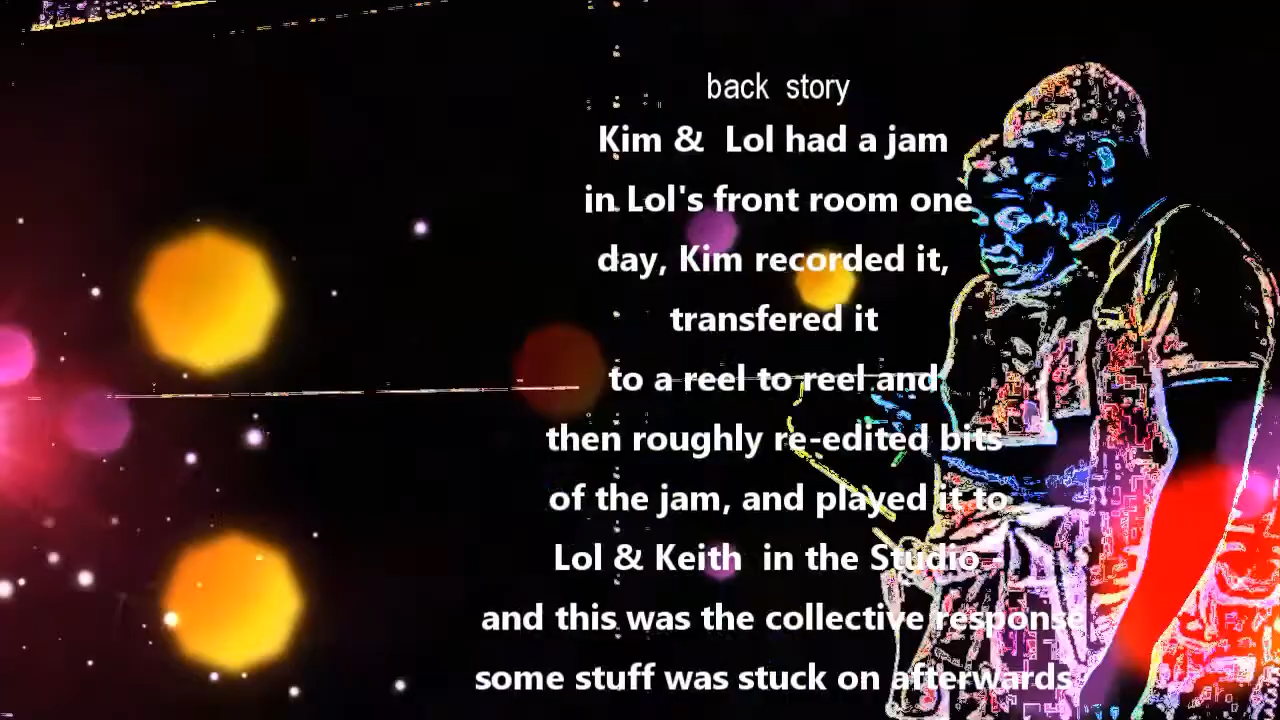 back story
Kim & Lol had a jam
in Lol's front room one
day, Kim recorded it,
transfered it
to a reel to reel and
then roughly re-edited bits
of the jam, and played it to
Lol & Keith in the Studio
and this was the collective response
some stuff was stuck on afterwards